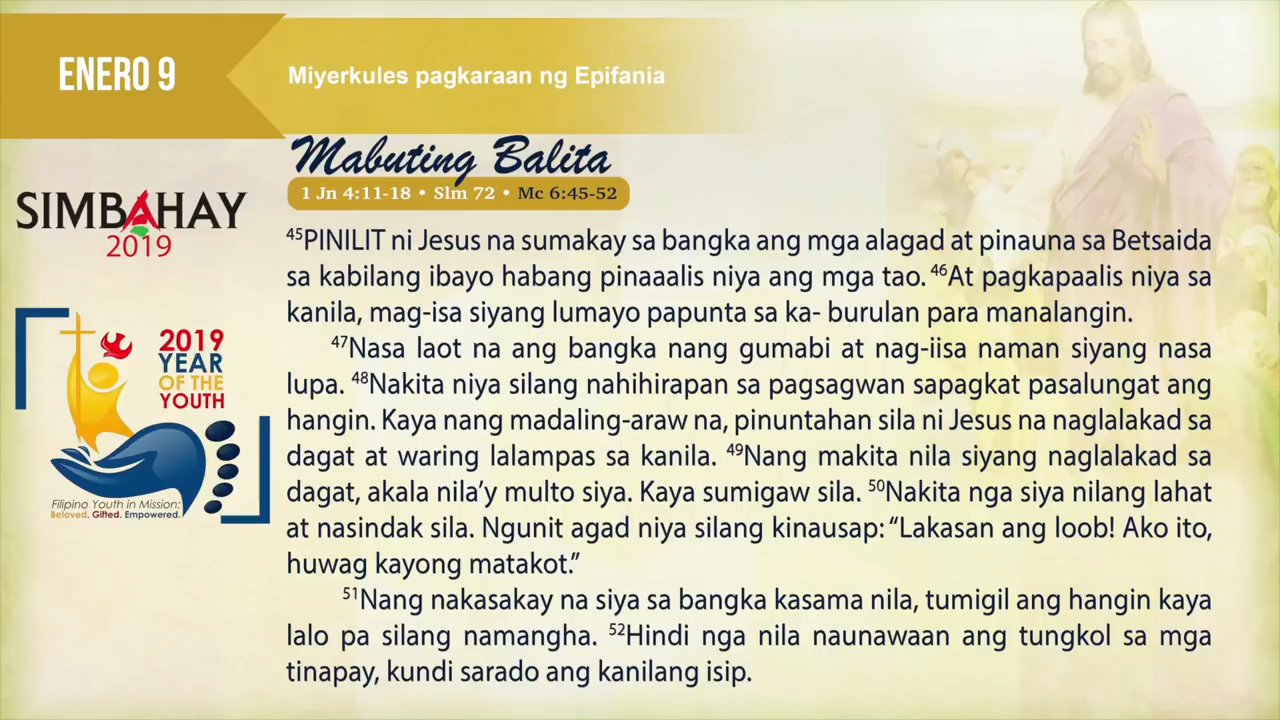 ENERO 9
Miyerkules pagkaraan ng Epifania
Mabuting Balita
1 Jn 4:11-18 • Slm 72 • Mc 6:45-52
SIMBAHAY
2019
2019
YEAR
OF THE
YOUTH
Filipino Youth in Mission:
Beloved. Gifted. Empowered.
45PINILIT ni Jesus na sumakay sa bangka ang mga alagad at pinauna sa Betsaida
sa kabilang ibayo habang pinaaalis niya ang mga tao. 46At pagkapaalis niya sa
kanila, mag-isa siyang lumayo papunta sa ka- burulan para manalangin.
47Nasa laot na ang bangka nang gumabi at nag-iisa naman siyang nasa
lupa. 48Nakita niya silang nahihirapan sa pagsagwan sapagkat pasalungat ang
hangin. Kaya nang madaling-araw na, pinuntahan sila ni Jesus na naglalakad sa
dagat at waring lalampas sa kanila. 49Nang makita nila siyang naglalakad sa
dagat, akala nila’y multo siya. Kaya sumigaw sila. 50Nakita nga siya nilang lahat
at nasindak sila. Ngunit agad niya silang kinausap: “Lakasan ang loob! Ako ito,
huwag kayong matakot.”
51Nang nakasakay na siya sa bangka kasama nila, tumigil ang hangin kaya
lalo pa silang namangha. 52Hindi nga nila naunawaan ang tungkol sa mga
tinapay, kundi sarado ang kanilang isip.